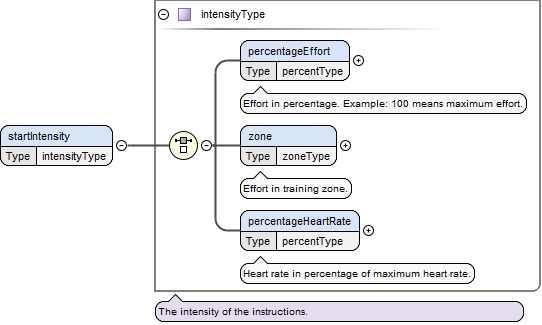 intensityType
percentageEffort
Type percentType
Effort in percentage. Example: 100 means maximum effort.
startIntensity
Type intensityType
zone
Type zoneType
Effort in training zone.
percentageHeartRate
Type percentType
Heart rate in percentage of maximum heart rate.
The intensity of the instructions.